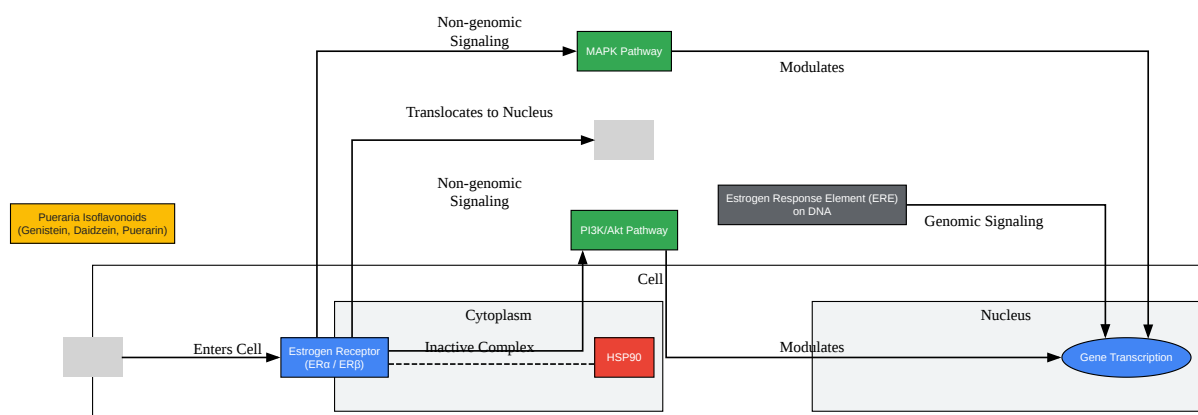 Non-genomic
Signaling
MAPK Pathway
Modulates
Translocates to Nucleus
Non-genomic
Signaling
Estrogen Response Element (ERE)
on DNA
Pueraria Isoflavonoids
(Genistein, Daidzein, Puerarin)
Genomic Signaling
PI3K/Akt Pathway
Cell
Cytoplasm
Nucleus
Enters Cell
Estrogen Receptor
(ERα / ERβ)
Inactive Complex
HSP90
Modulates
Gene Transcription